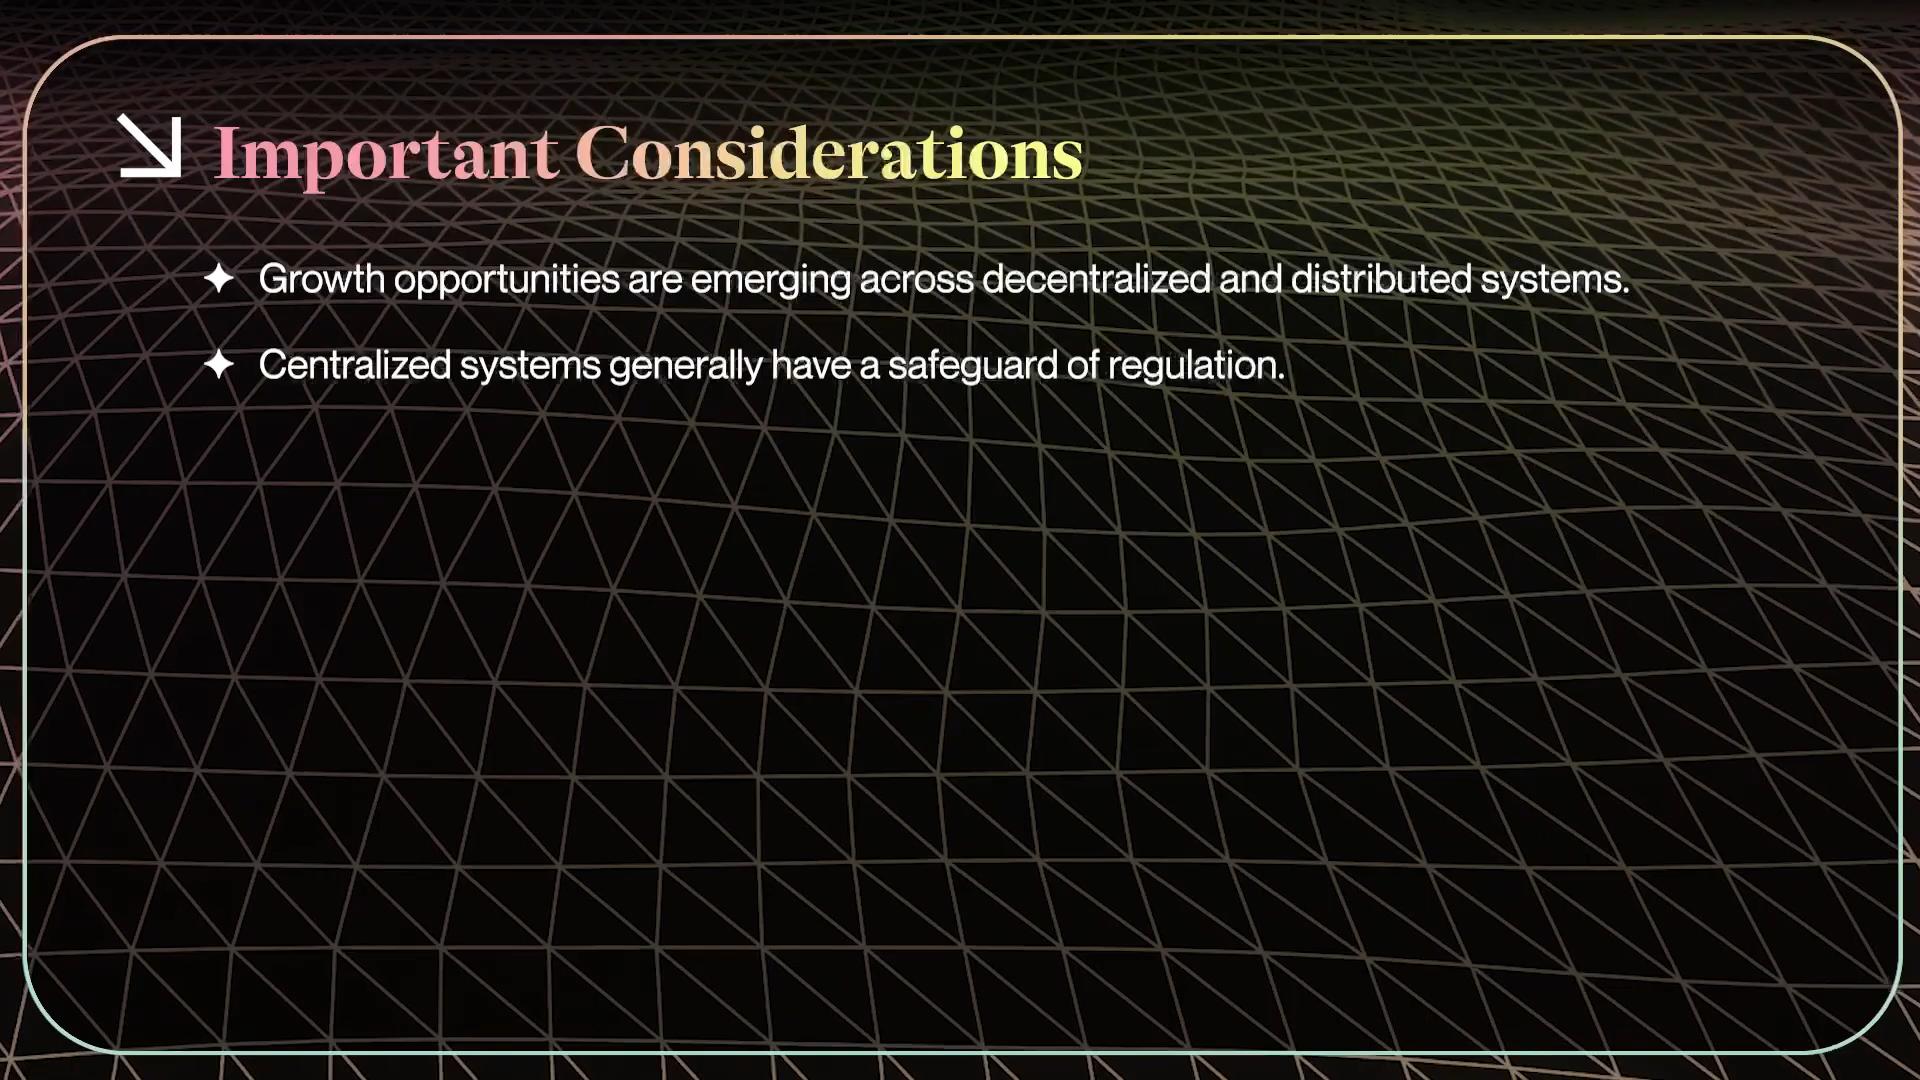 Important Considerations
Growth opportunities are emerging across decentralized and distributed systems.
Centralized systems generally have a safeguard of regulation.